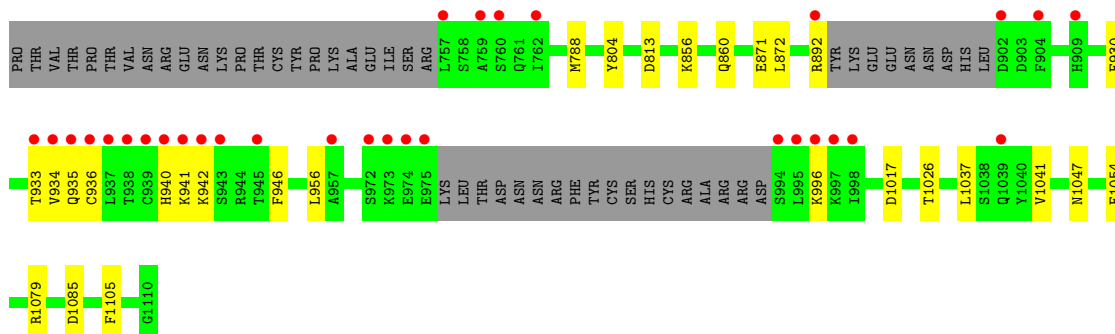 PRO THR VAL THR PRO THR VAL ASN ARG GLU ASN LYS PRO THR CYS TYR PRO LYS ALA GLU ILE SER ARG L757 S758 A759 S760 Q761 I762 M788 Y804 D813 K856 Q860 E871 L872 R892 TYR LYS GLU GLU ASN ASN ASP HIS LEU D902 D903 F904 H909
T933 V934 Q935 C936 L937 T938 C939 H940 K941 K942 S943 R944 T945 F946 L956 A957 S972 K973 E974 E975 LYS LEU THR ASP ASN ASN ARG PHE TYR CYS SER HIS CYS ARG ALA ARG ARG ASP S994 L995 K996 K997 I998 D1017 T1026 L1037 S1038 Q1039 Y1040 V1041 N1047
R1079 D1085 F1105 G1110